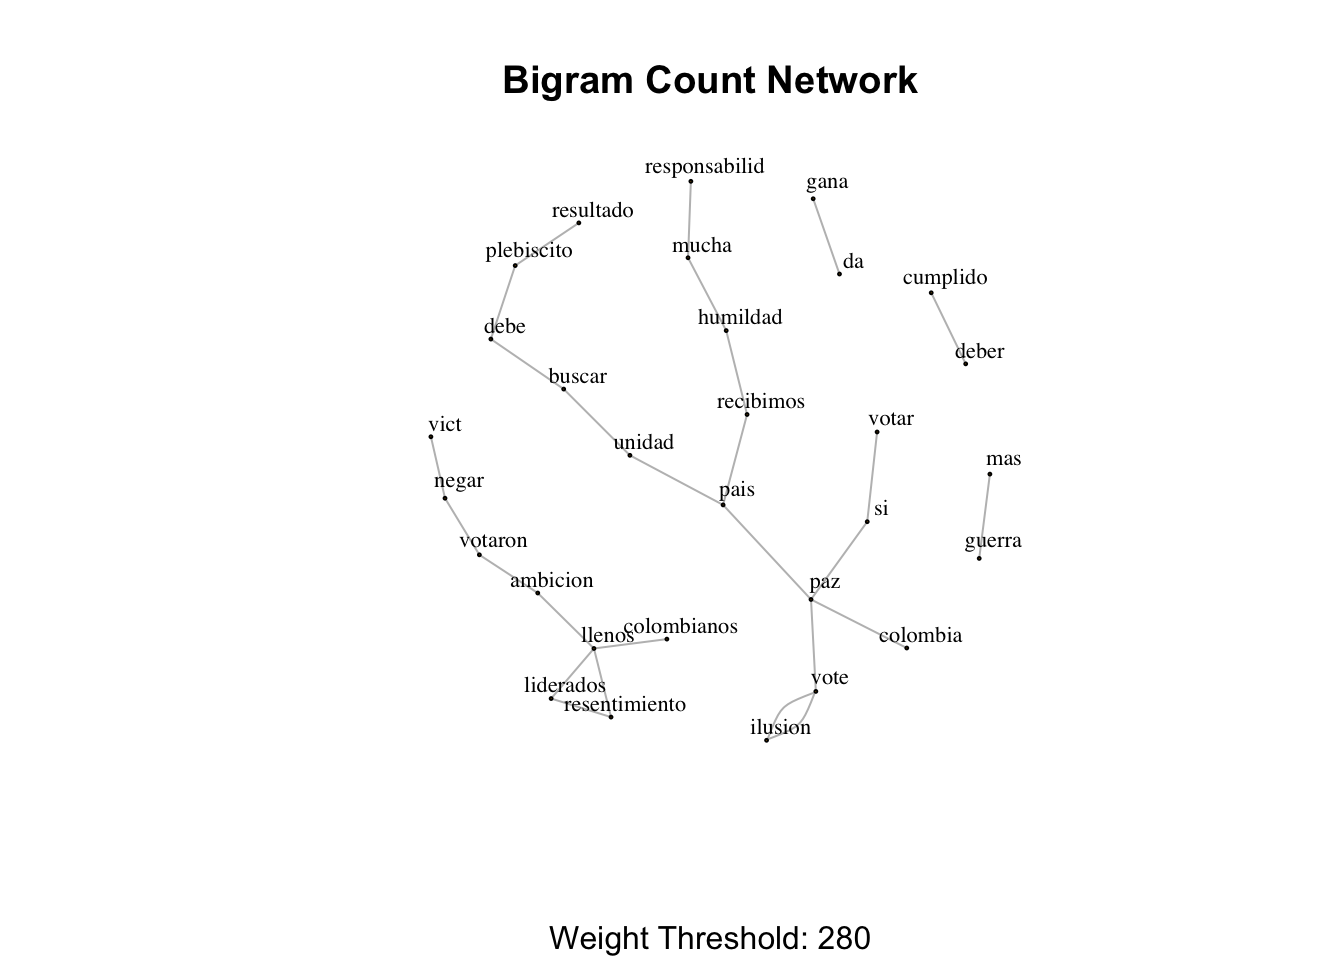 Bigram Count Network
responsabilid
gana
resultado
mucha
plebiscito
da
cumplido
humildad
debe
deber
buscar
recibimos
votar
vict
unidad
mas
negar
pais
si
votaron
guerra
ambicion
paz
colombianos
llenos
colombia
vote
liderados
resentimiento
ilusion
Weight Threshold: 280